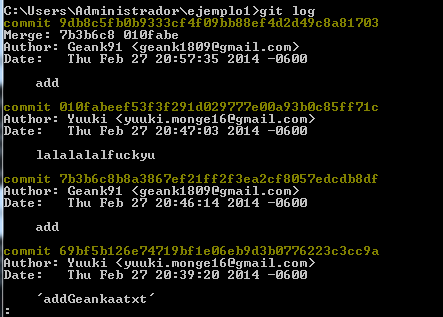 C:\Users\Administrador\ejemplo1>git log
commit 9db8c5fb0b9333cf4f09bb88ef4d2d49c8a81703
Merge: 7b3b6c8 010fabe
Author: Geank91 <geank1809@gmail.com>
Date:   Thu Feb 27 20:57:35 2014 -0600
add
commit 010fabeef53f3f291d029777e00a93b0c85ff71c
Author: Yuuki <yuuki.monge16@gmail.com>
Date:   Thu Feb 27 20:47:03 2014 -0600
lalalalalfuckyu
commit 7b3b6c8b8a3867ef21ff2f3ea2cf8057edcdb8df
Author: Geank91 <geank1809@gmail.com>
Date:   Thu Feb 27 20:46:14 2014 -0600
add
commit 69bf5b126e74719bf1e06eb9d3b0776223c3cc9a
Author: Yuuki <yuuki.monge16@gmail.com>
Date:   Thu Feb 27 20:39:20 2014 -0600
´addGeankaatxt´
: